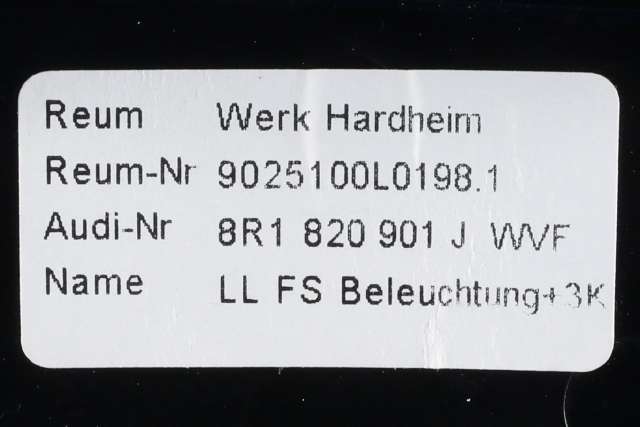 Reum Werk Hardheim
Reum-Nr 9025100L0198.1
Audi-Nr 8R1 820 901 J WVF
Name LL FS Beleuchtung+3K